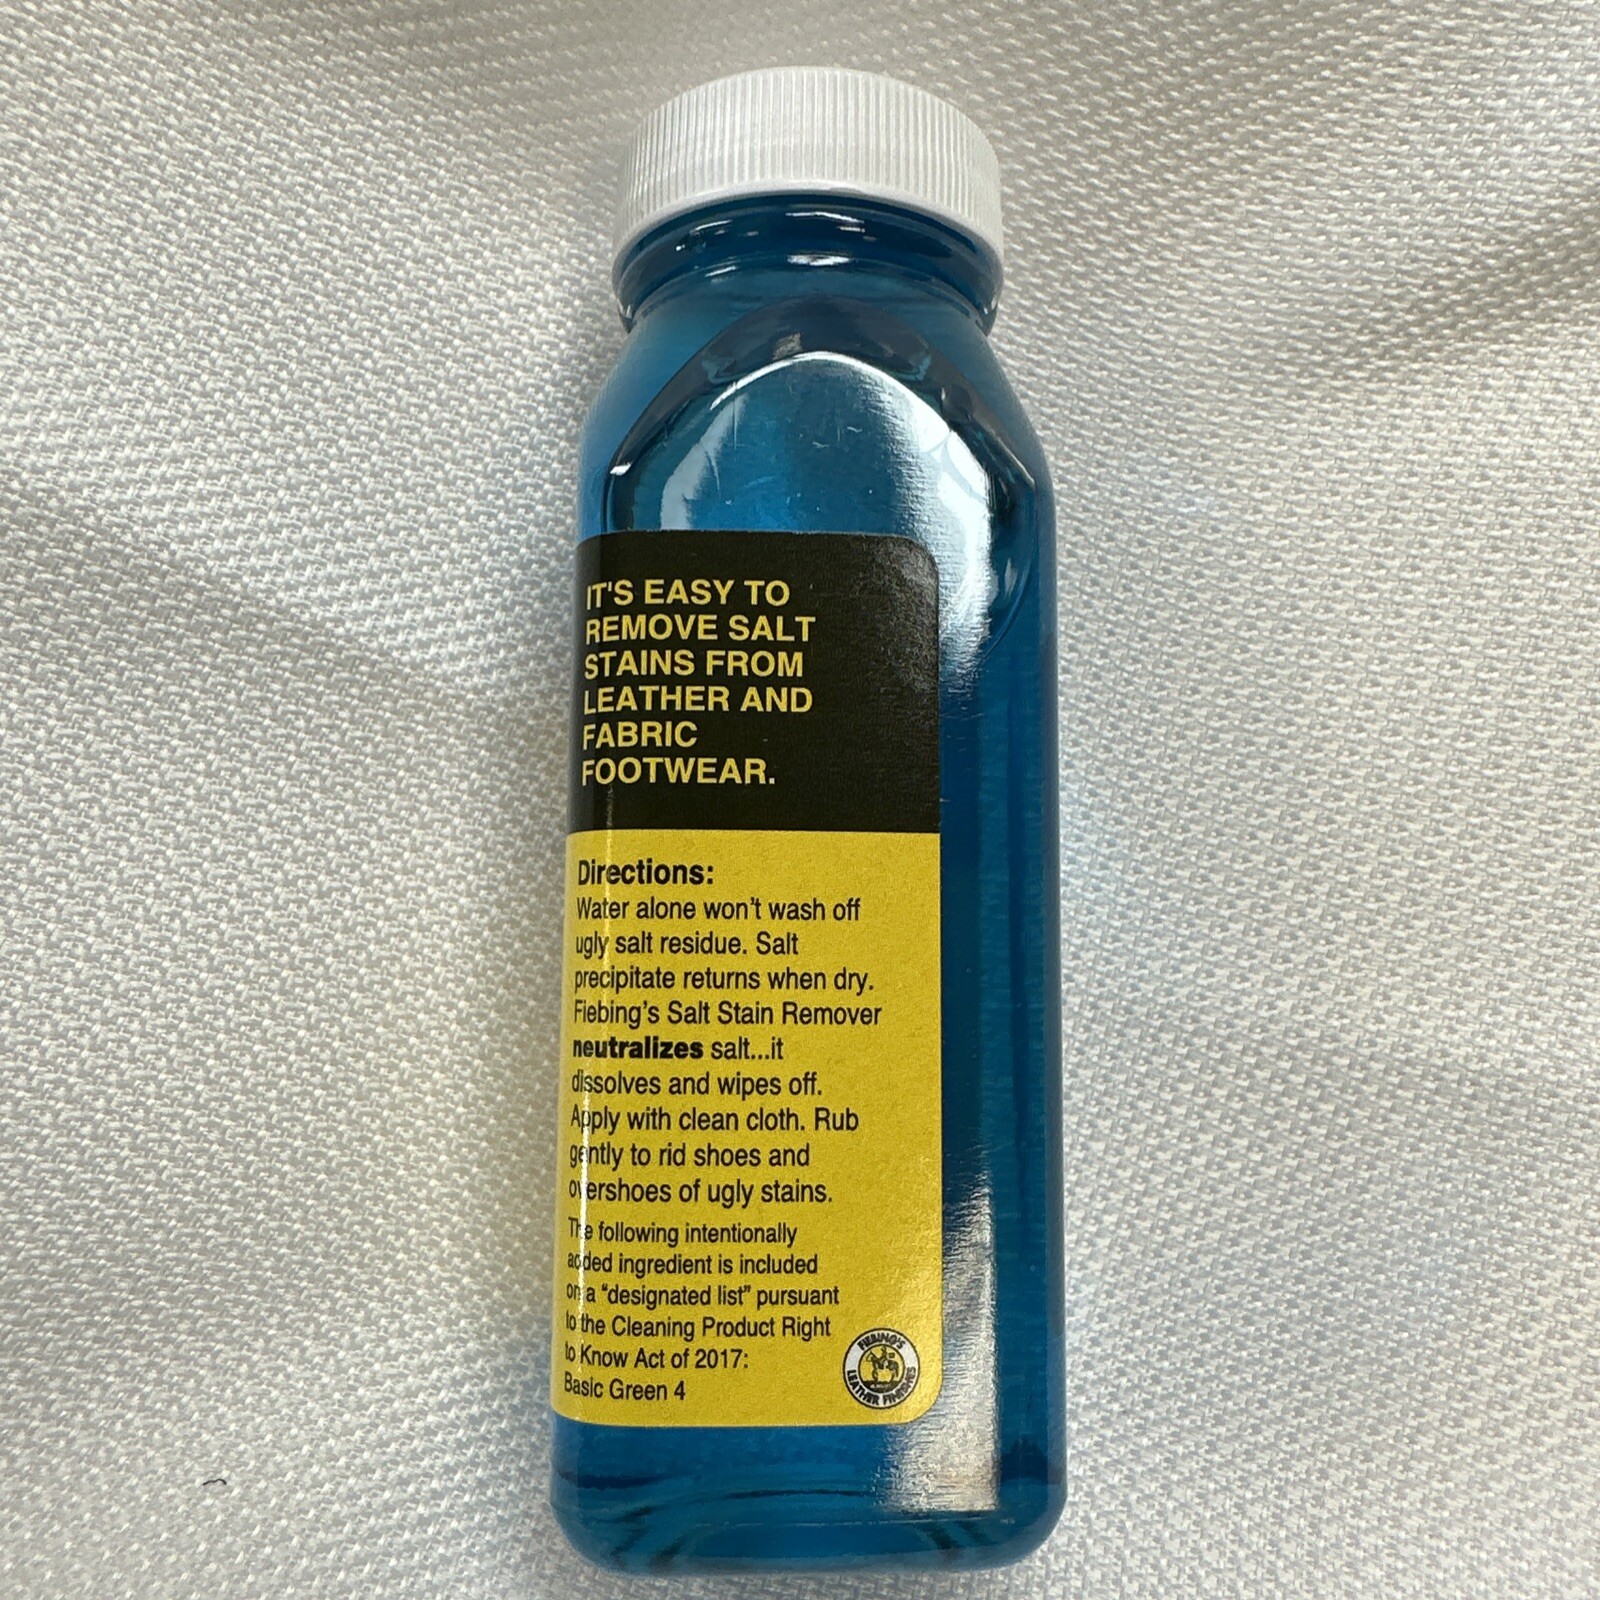 IT'S EASY TO
REMOVE SALT
STAINS FROM
LEATHER AND
FABRIC
FOOTWEAR.
Directions:
Water alone won't wash off
ugly salt residue. Salt
precipitate returns when dry.
Fiebing's Salt Stain Remover
neutralizes salt...it
dissolves and wipes off.
Apply with clean cloth. Rub
gently to rid shoes and
overshoes of ugly stains.
The following intentionally
added ingredient is included
on a “designated list” pursuant
to the Cleaning Product Right
to Know Act of 2017:
Basic Green 4
FIEBING'S
LEATHER FINISHES